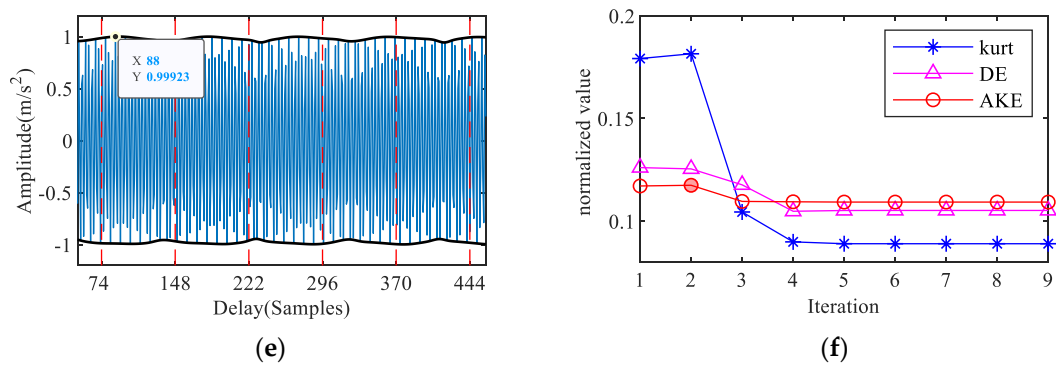 1
0.5
0
-0.5
-1
Amplitude(m/s²)
X 88
Y 0.99923
74 148 222 296 370 444
Delay(Samples)
(e)
0.2
0.15
0.1
normalized value
kurt
DE
AKE
1 2 3 4 5 6 7 8 9
Iteration
(f)